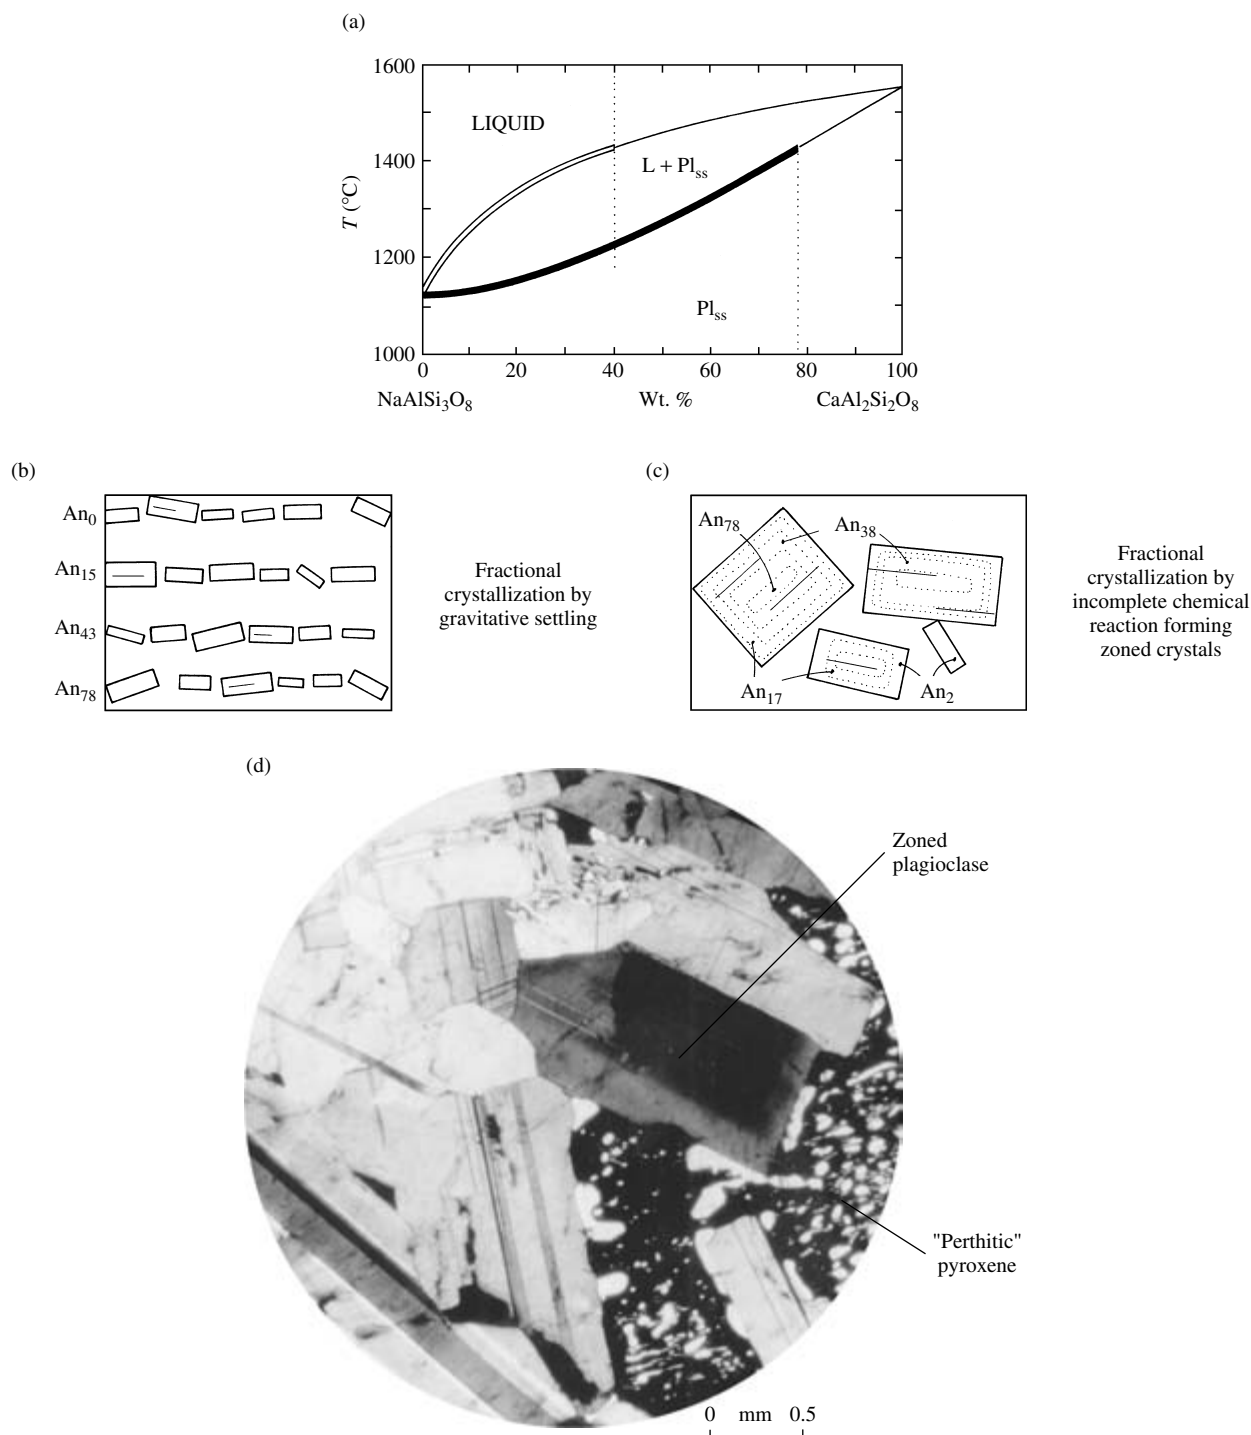 (a)
1600
1400
1200
1000
T (°C)
LIQUID
L + Plss
Plss
0 20 40 60 80 100
NaAlSi3O8 Wt. % CaAl2Si2O8
(b)
An0
An15
An43
An78
Fractional
crystallization by
gravitative settling
(c)
An78
An38
An17
An2
Fractional
crystallization by
incomplete chemical
reaction forming
zoned crystals
(d)
Zoned
plagioclase
"Perthitic"
pyroxene
0 mm 0.5